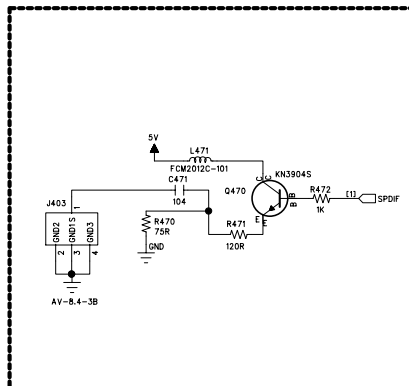 5V
L471
FCM2012C-101
C
C
KN3904S
Q470
R472
[1]
SPDIF
B
B
1K
C471
104
J403
1
GND2
GND1
S
GND3
2
3
4
AV-8.4-3B
R470
75R
GND
R471
120R
E
E